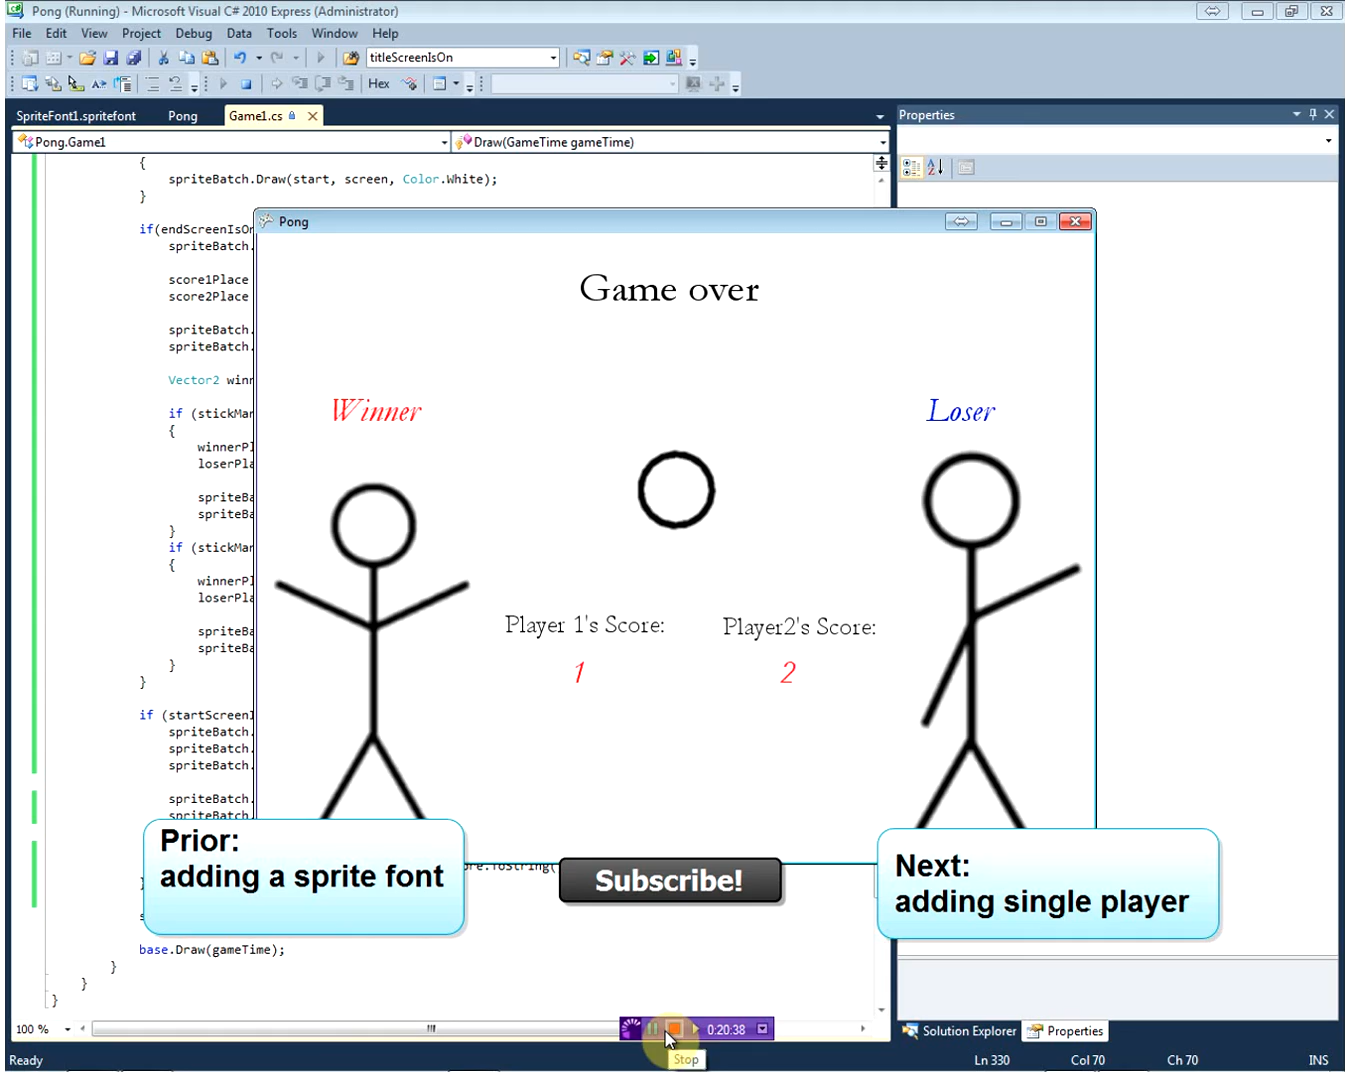 Pong (Running) - Microsoft Visual C# 2010 Express (Administrator)
File Edit View Project Debug Data Tools Window Help
titleScreenIsOn
Hex
SpriteFont1.spritefont Pong Game1.cs
Properties
Pong.Game1
Draw(GameTime gameTime)
{
spriteBatch.Draw(start, screen, Color.White);
}
if(endScreenIsOn
spriteBatch.
score1Place
score2Place
spriteBatch.
spriteBatch.
Vector2 winn
if (stickMan
{
winnerPl
loserPla
spriteBa
spriteBa
}
if (stickMan
{
winnerPl
loserPla
spriteBa
spriteBa
}
}
if (startScreenI
spriteBatch.
spriteBatch.
spriteBatch.
spriteBatch.
spriteBatch.
ore.ToString(
}
s
base.Draw(gameTime);
}
}
}
Pong
Game over
Winner
Loser
Player 1's Score:
Player2's Score:
1
2
Prior:
adding a sprite font
Subscribe!
Next:
adding single player
100 %
0:20:38
Stop
Solution Explorer Properties
Ready
Ln 330 Col 70 Ch 70 INS